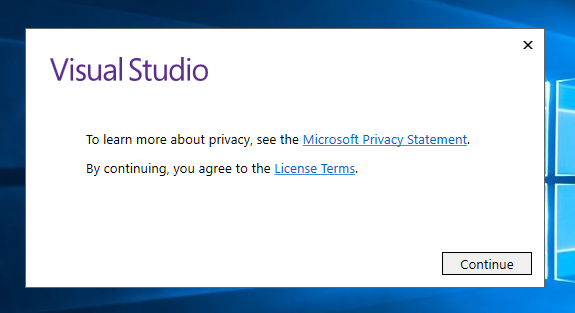 Visual Studio
To learn more about privacy, see the Microsoft Privacy Statement.
By continuing, you agree to the License Terms.
Continue